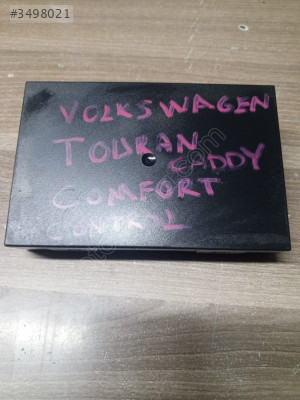 #3498021
VOLKSWAGEN
TOURAN
CADDY
COMFORT
CONTROL